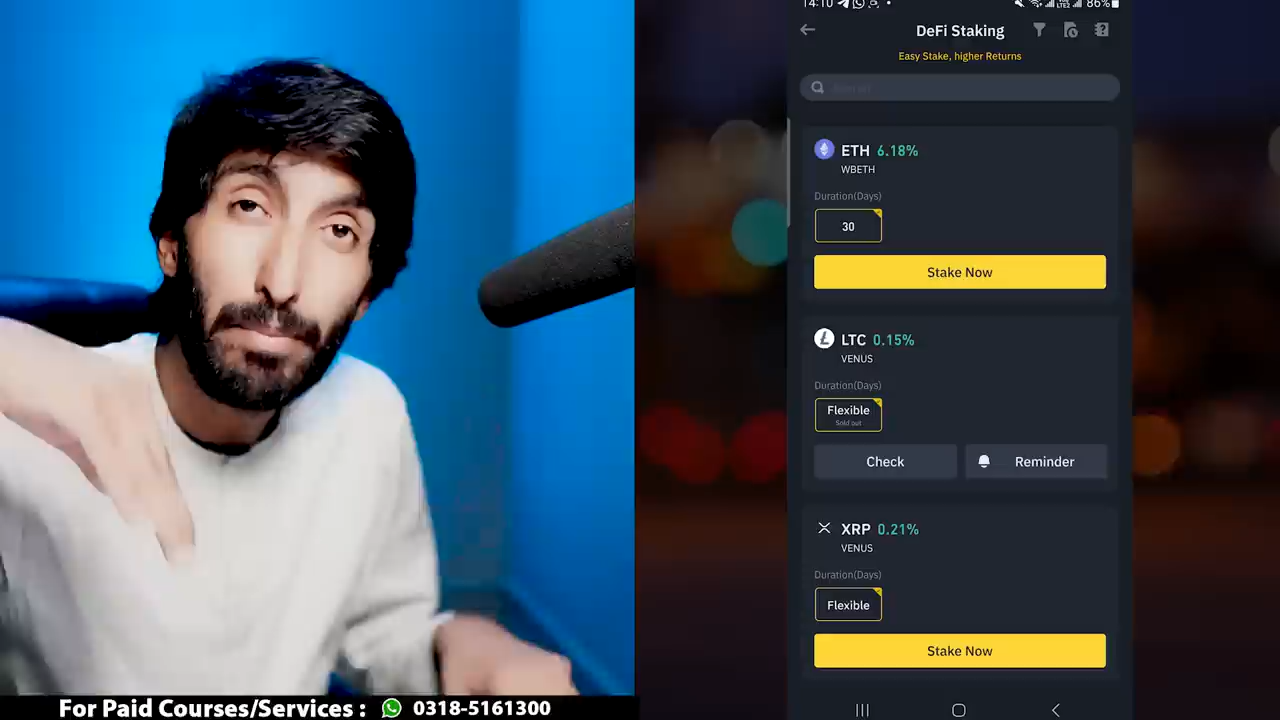 14:10
86%
DeFi Staking
Easy Stake, higher Returns
Search
ETH 6.18%
WBETH
Duration(Days)
30
Stake Now
LTC 0.15%
VENUS
Duration(Days)
Flexible
Sold out
Check
Reminder
XRP 0.21%
VENUS
Duration(Days)
Flexible
Stake Now
For Paid Courses/Services : 0318-5161300